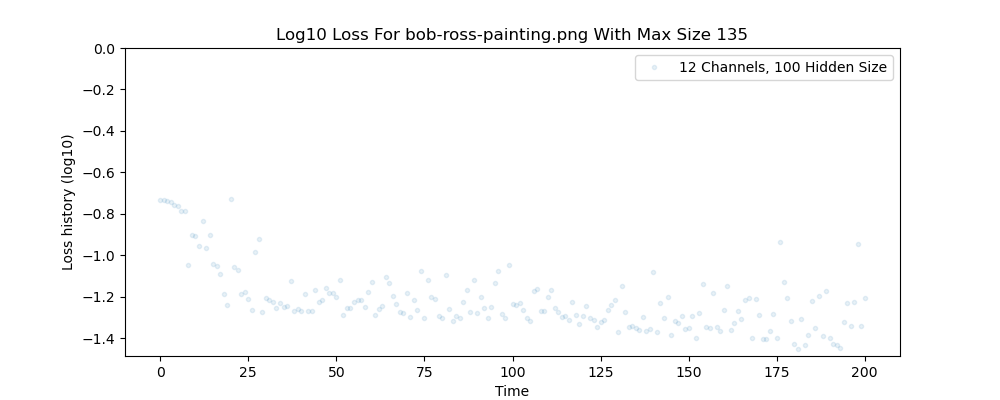 Log10 Loss For bob-ross-painting.png With Max Size 135
12 Channels, 100 Hidden Size
Loss history (log10)
0.0
−0.2
−0.4
−0.6
−0.8
−1.0
−1.2
−1.4
0 25 50 75 100 125 150 175 200
Time